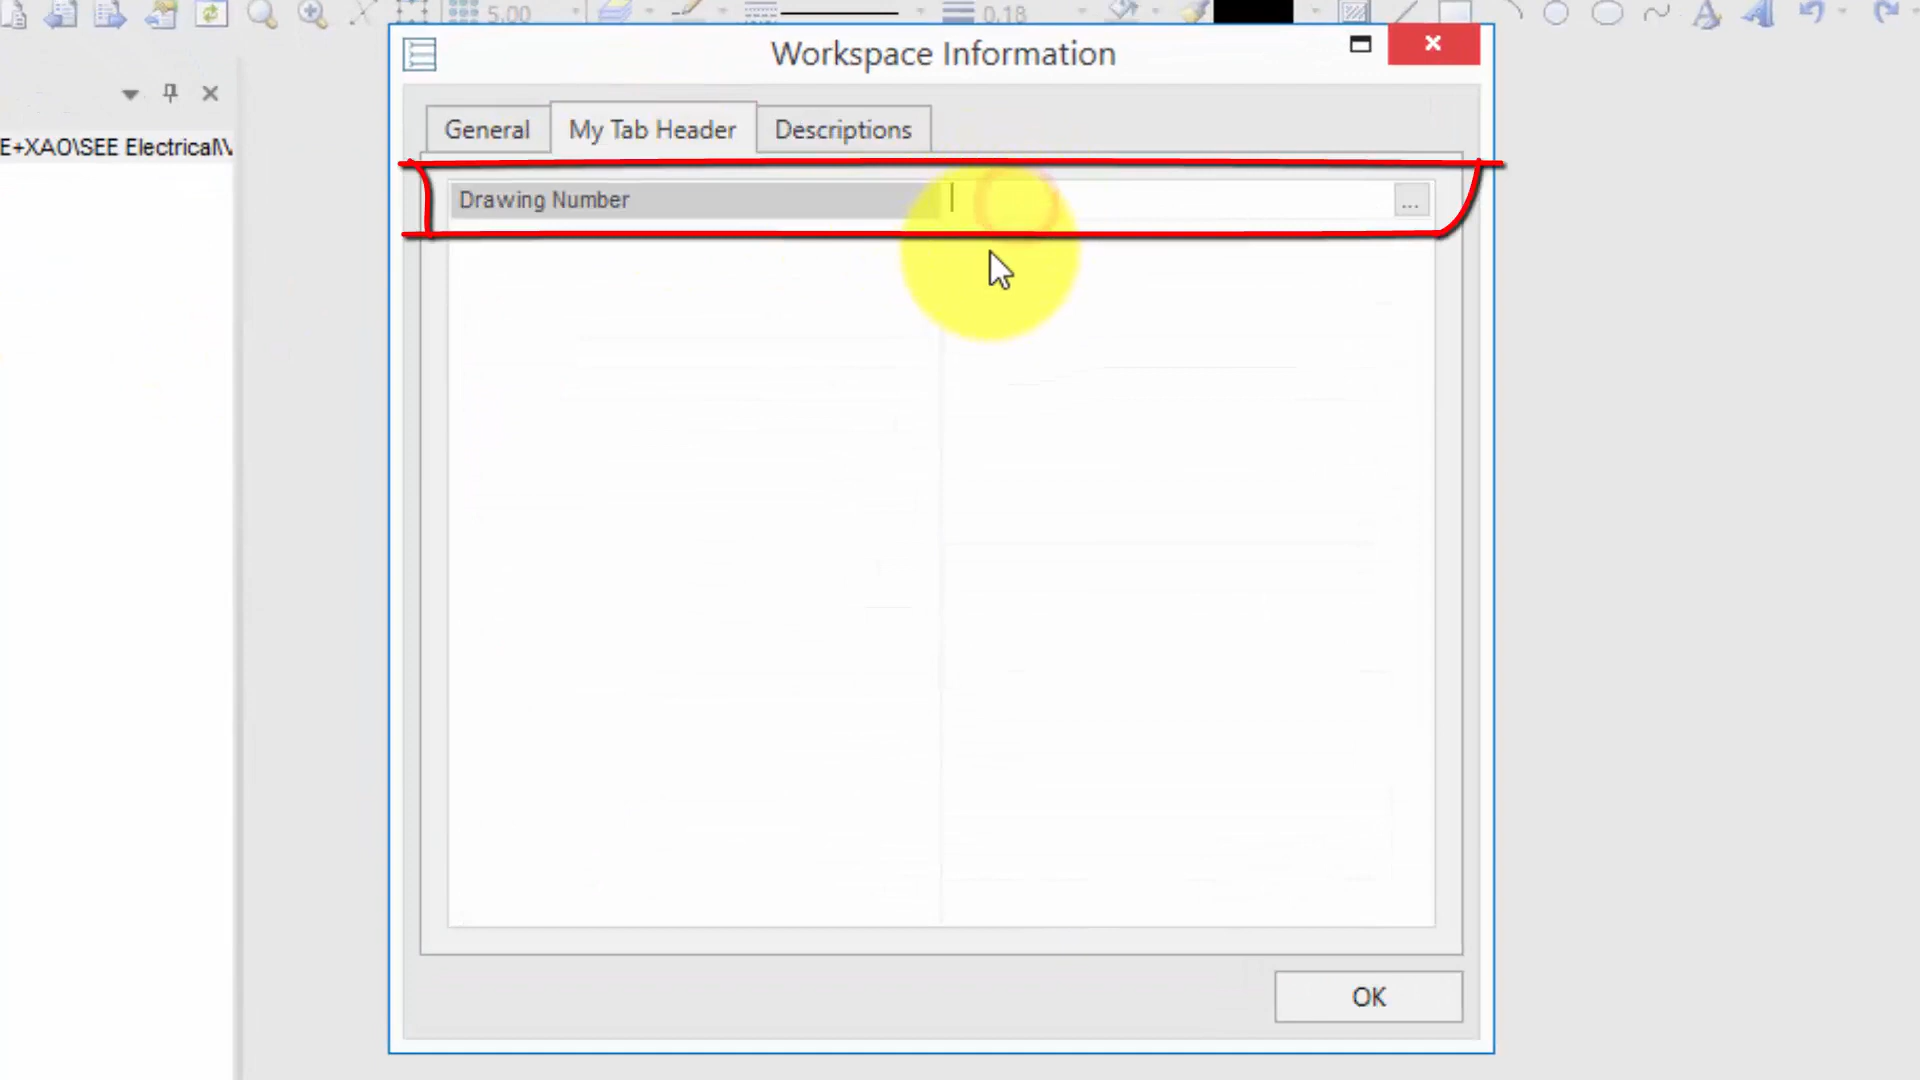 5.00
0.18
Workspace Information
General
My Tab Header
Descriptions
E+XAO\SEE Electrical\V
Drawing Number
...
OK